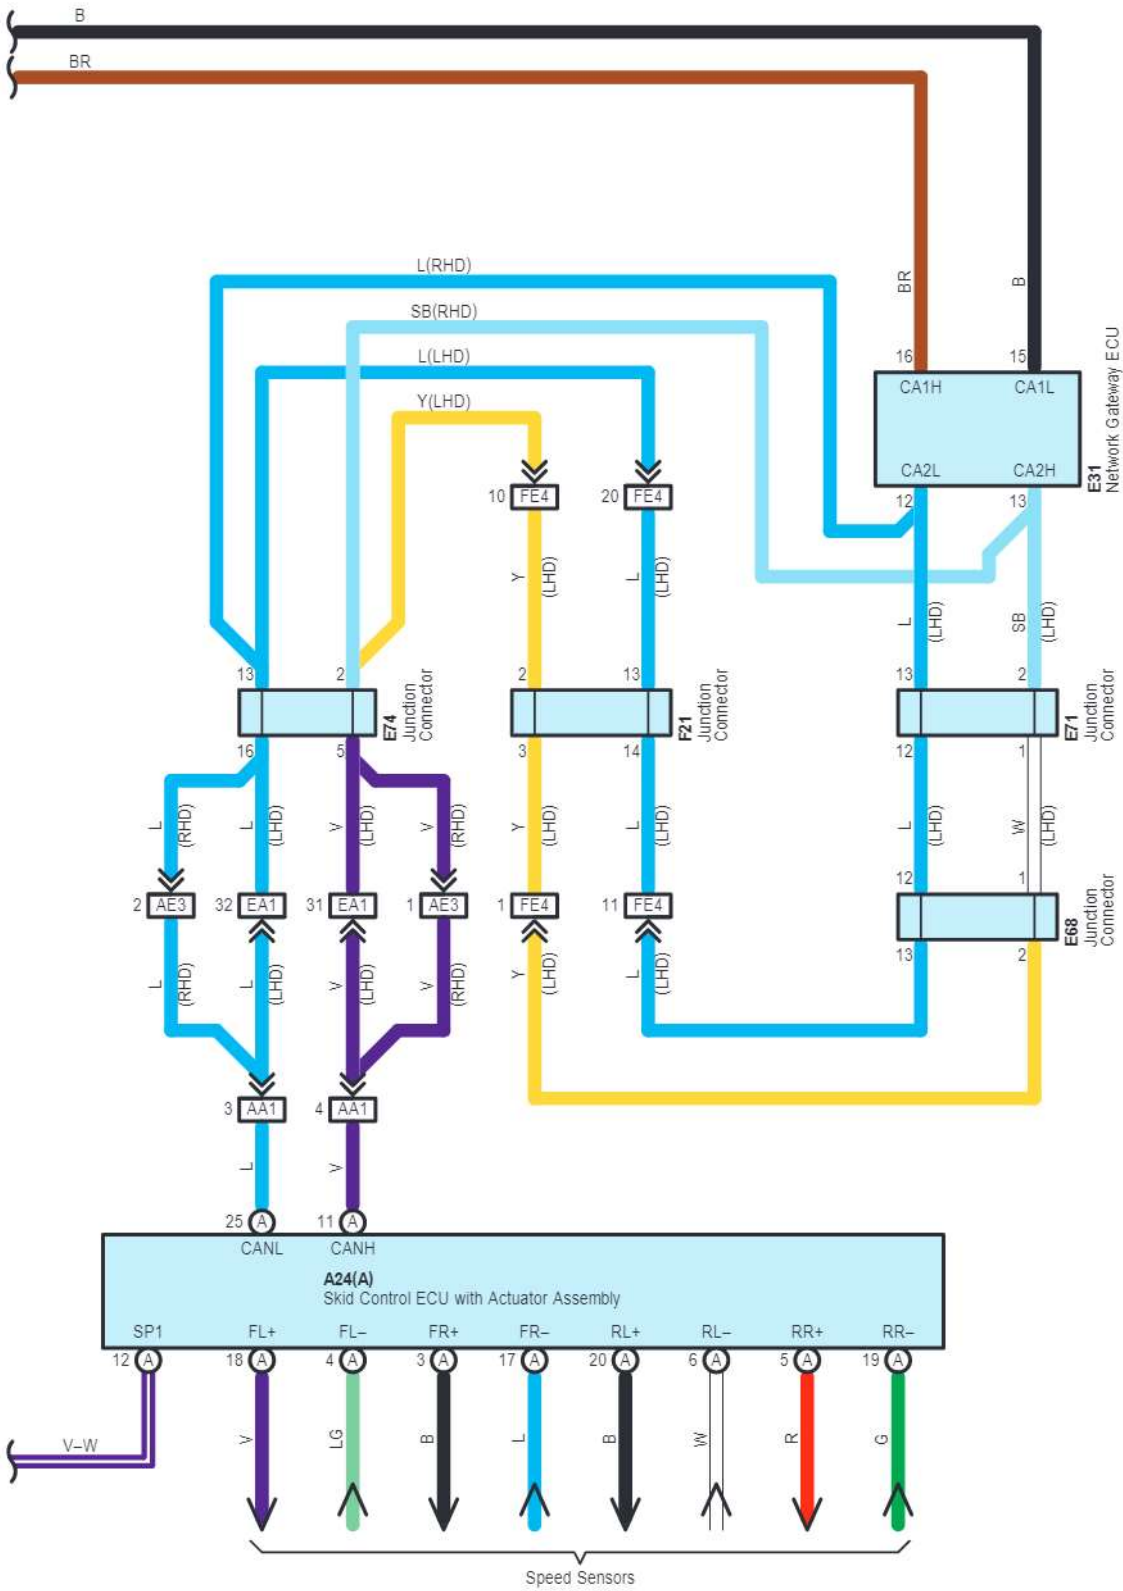 B
BR
L(RHD)
SB(RHD)
L(LHD)
Y(LHD)
BR
B
16
15
CA1H
CA1L
CA2L
CA2H
E31
Network Gateway ECU
12
13
10
FE4
20
FE4
Y
(LHD)
L
(LHD)
L
(LHD)
SB
(LHD)
13
2
E74
Junction
Connector
2
13
F21
Junction
Connector
13
2
E71
Junction
Connector
16
5
3
14
12
1
L
(RHD)
L
(LHD)
V
(LHD)
V
(RHD)
Y
(LHD)
L
(LHD)
L
(LHD)
W
(LHD)
12
1
2
AE3
32
EA1
31
EA1
1
AE3
1
FE4
11
FE4
E68
Junction
Connector
13
2
L
(RHD)
L
(LHD)
V
(LHD)
V
(RHD)
Y
(LHD)
L
(LHD)
3
AA1
4
AA1
L
V
25
A
11
A
CANL
CANH
A24(A)
Skid Control ECU with Actuator Assembly
SP1
FL+
FL−
FR+
FR−
RL+
RL−
RR+
RR−
12
A
18
A
4
A
3
A
17
A
20
A
6
A
5
A
19
A
V−W
V
LG
B
L
B
W
R
G
Speed Sensors